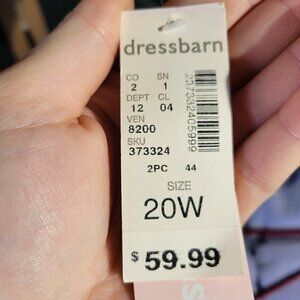 dressbarn
CO SN
2 1
DEPT CL
12 04
VEN
8200
SKU
373324
237332405999
2PC 44
SIZE
20W
$59.99
S